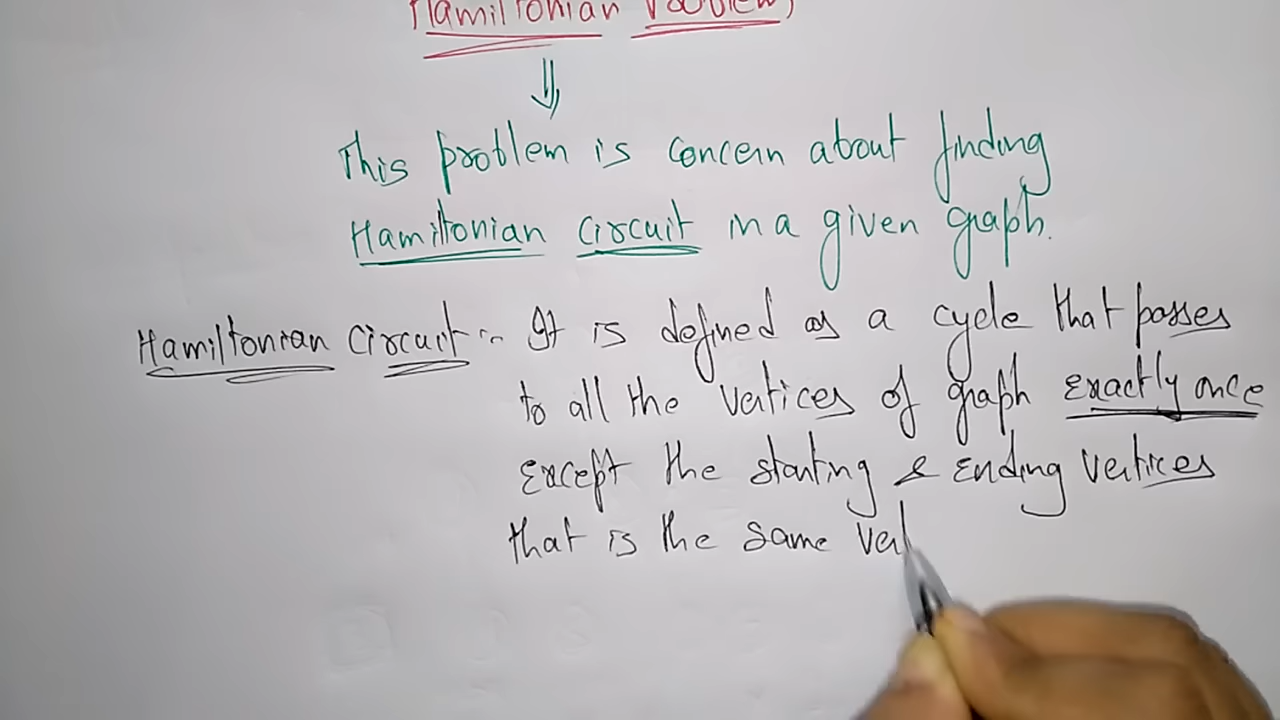 Hamiltonian Problem
This problem is concern about finding
Hamiltonian Circuit in a given graph.
Hamiltonian Circuit :- It is defined as a cycle that passes
to all the vertices of graph exactly once
Except the starting & Ending vertices
that is the same